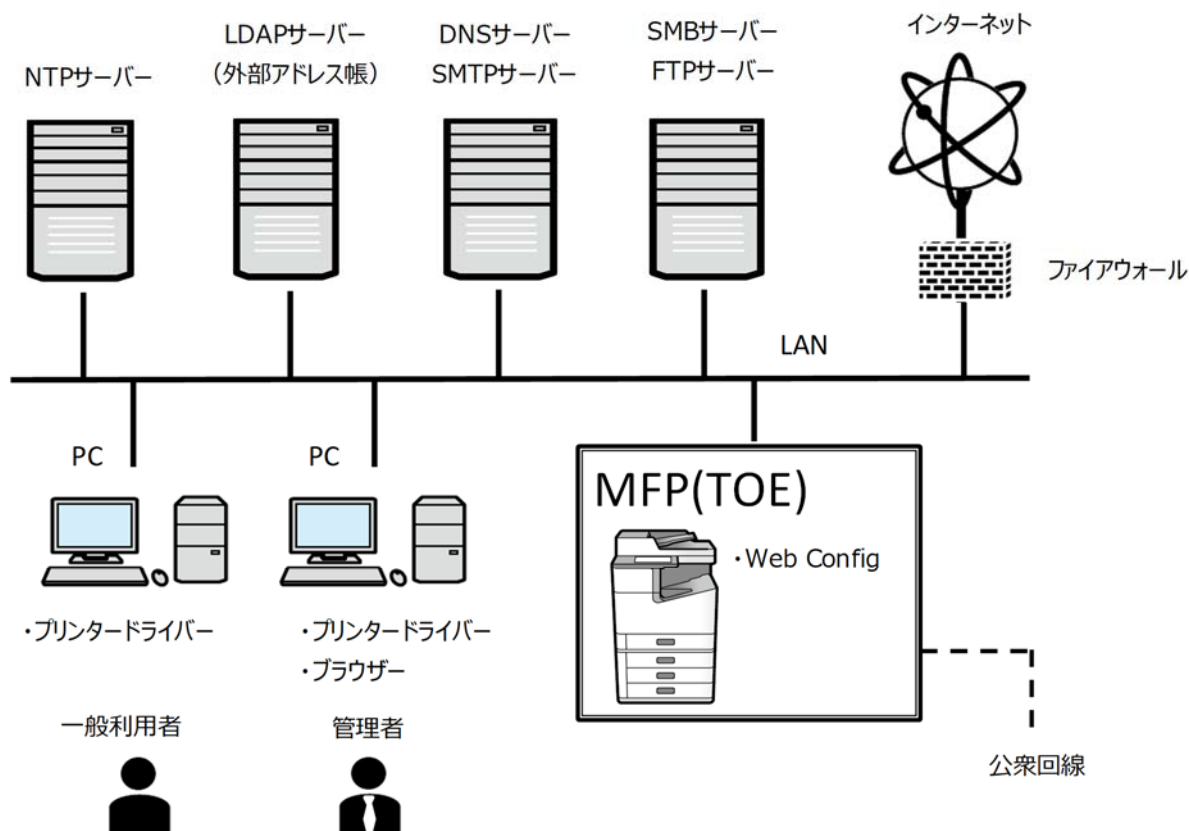 NTPサーバー
LDAPサーバー
(外部アドレス帳)
DNSサーバー
SMTPサーバー
SMBサーバー
FTPサーバー
インターネット
ファイアウォール
LAN
PC
PC
MFP(TOE)
・Web Config
・プリンタードライバー
・プリンタードライバー
・ブラウザー
一般利用者
管理者
公衆回線